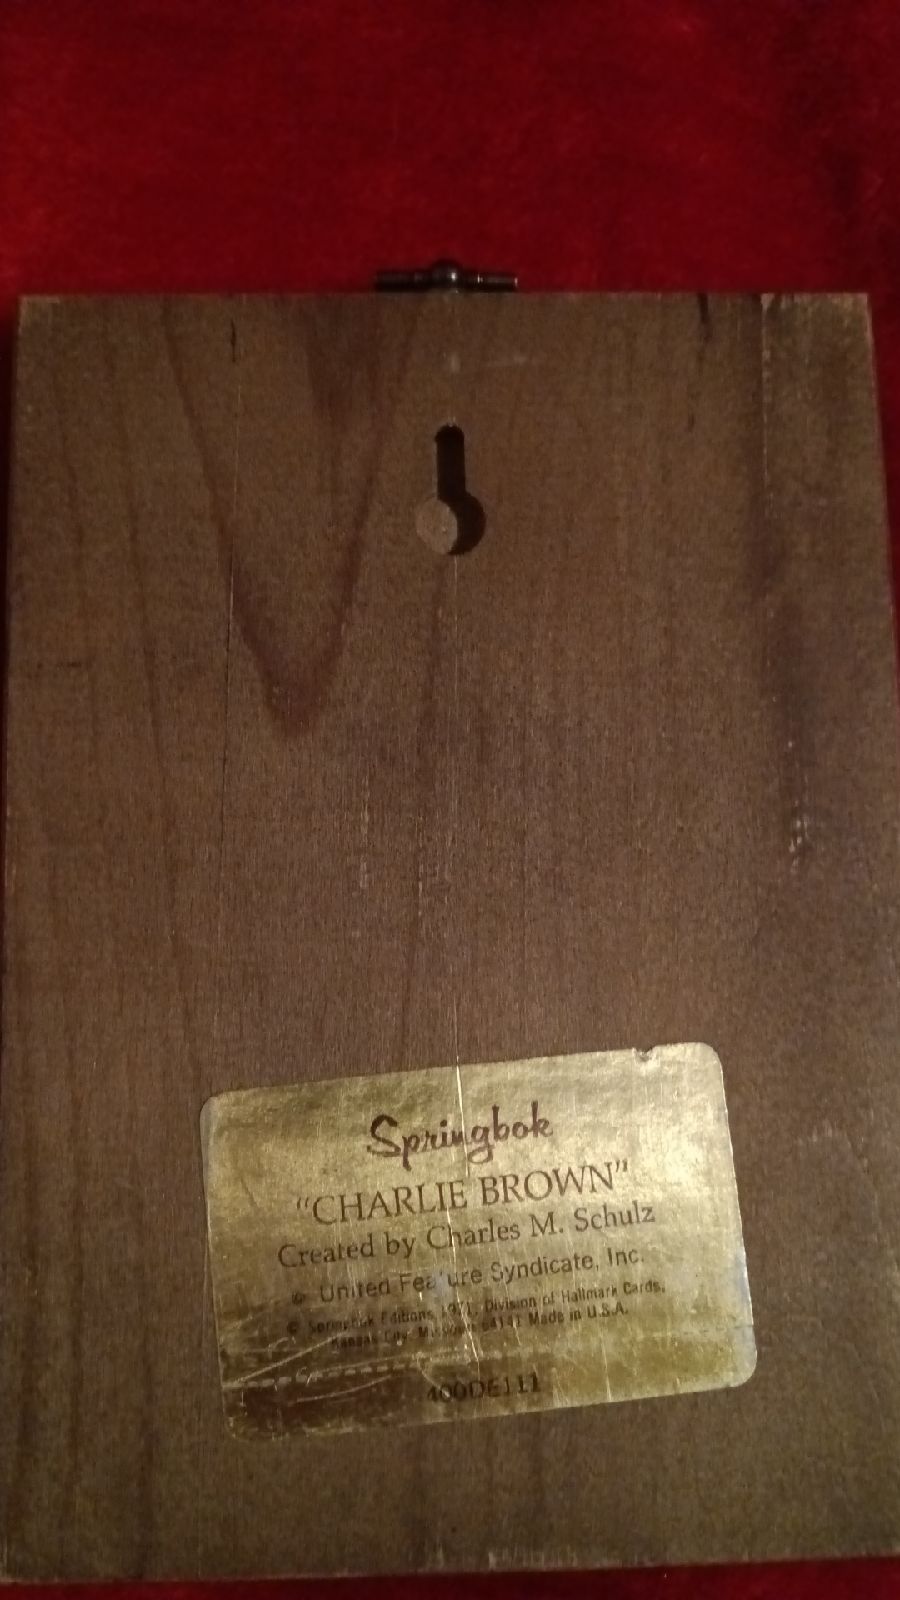 Springbok
"CHARLIE BROWN"
Created by Charles M. Schulz
© United Feature Syndicate, Inc.
© Springbok Editions 1971, Division of Hallmark Cards,
Kansas City, Missouri 64141 Made in U.S.A.
400DE111